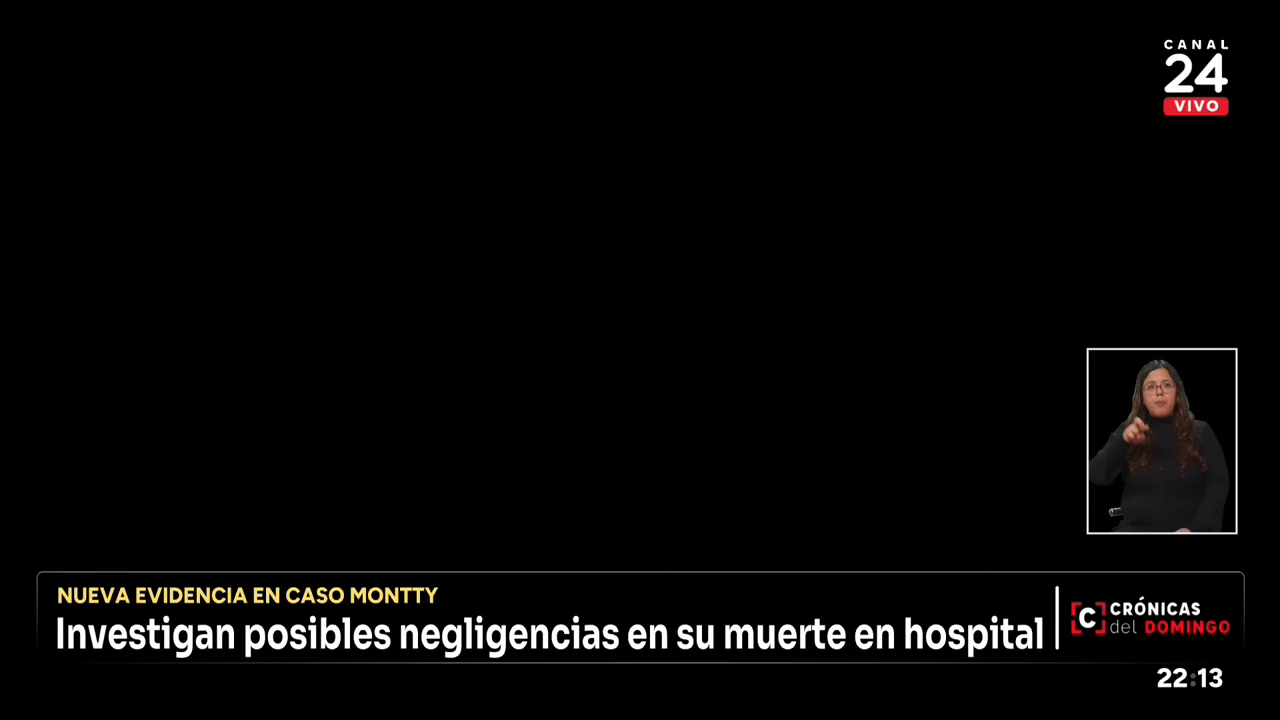 CANAL
24
VIVO
NUEVA EVIDENCIA EN CASO MONTTY
Investigan posibles negligencias en su muerte en hospital
C CRÓNICAS
del DOMINGO
22:13